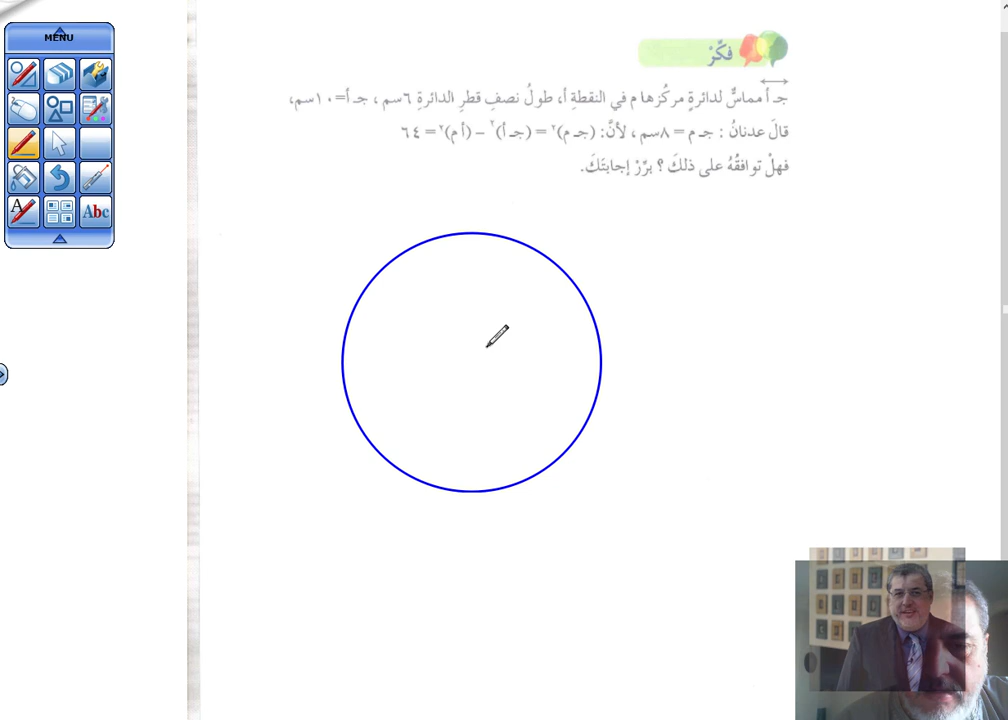 MENU
فكِّرْ
جـ أ مماسٌّ لدائرةٍ مركزُها م في النقطةِ أ، طولُ نصفِ قطرِ الدائرةِ ٦سم ، جـ أ= ١٠سم،
قالَ عدنانُ : جـ م = ٨سم ، لأنَّ: (جـ م)٢ = (جـ أ)٢ – (أ م)٢ = ٦٤
فهلْ توافقُهُ على ذلكَ ؟ برِّرْ إجابتَكَ.
A
Abc